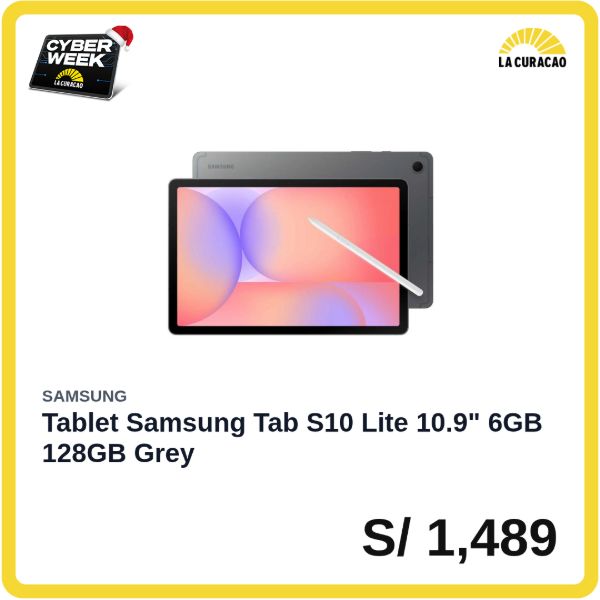 CYBER
WEEK
LA CURACAO
LA CURACAO
SAMSUNG
SAMSUNG
Tablet Samsung Tab S10 Lite 10.9" 6GB
128GB Grey
S/ 1,489